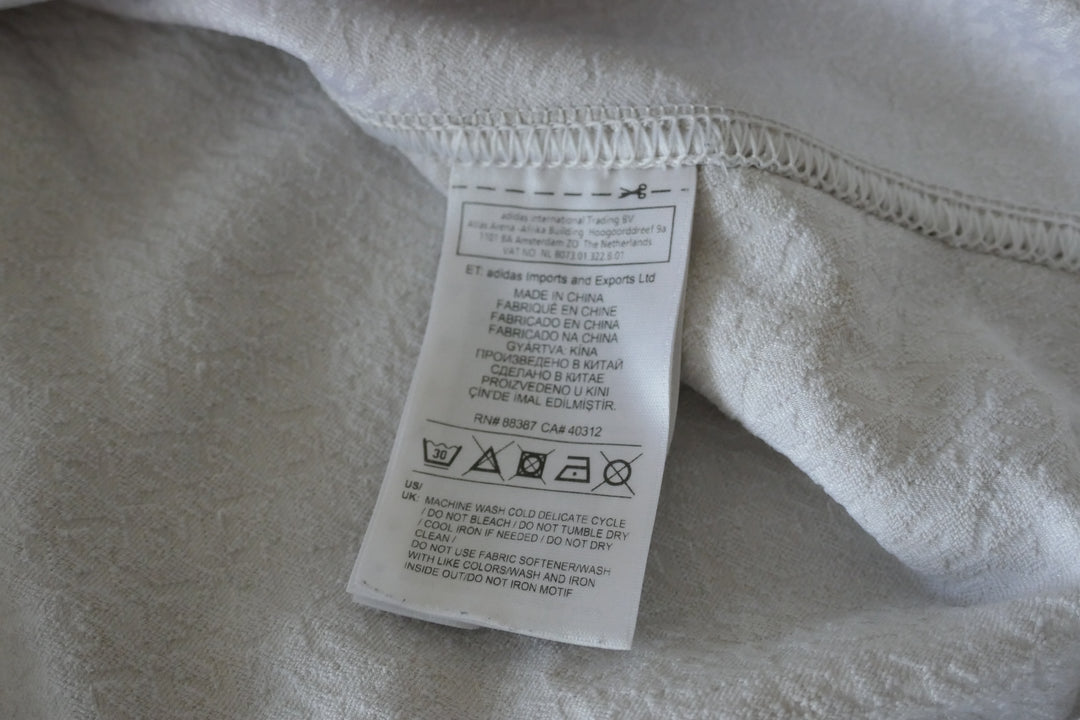 adidas International Trading BV
Atlas Arena -Afrika Building Hoogoorddreef 9a
1101 BA Amsterdam ZO The Netherlands
VAT NO NL 8073.01.322.B.07
ET: adidas Imports and Exports Ltd
MADE IN CHINA
FABRIQUÉ EN CHINE
FABRICADO EN CHINA
FABRICADO NA CHINA
GYÁRTVA: KÍNA
ПРОИЗВЕДЕНО В КИТАЙ
СДЕЛАНО В КИТАЕ
PROIZVEDENO U KINI
ÇİN'DE İMAL EDİLMİŞTİR.
RN# 88387 CA# 40312
30
US/
UK: MACHINE WASH COLD DELICATE CYCLE
/ DO NOT BLEACH / DO NOT TUMBLE DRY
/ COOL IRON IF NEEDED / DO NOT DRY
CLEAN /
DO NOT USE FABRIC SOFTENER/WASH
WITH LIKE COLORS/WASH AND IRON
INSIDE OUT/DO NOT IRON MOTIF